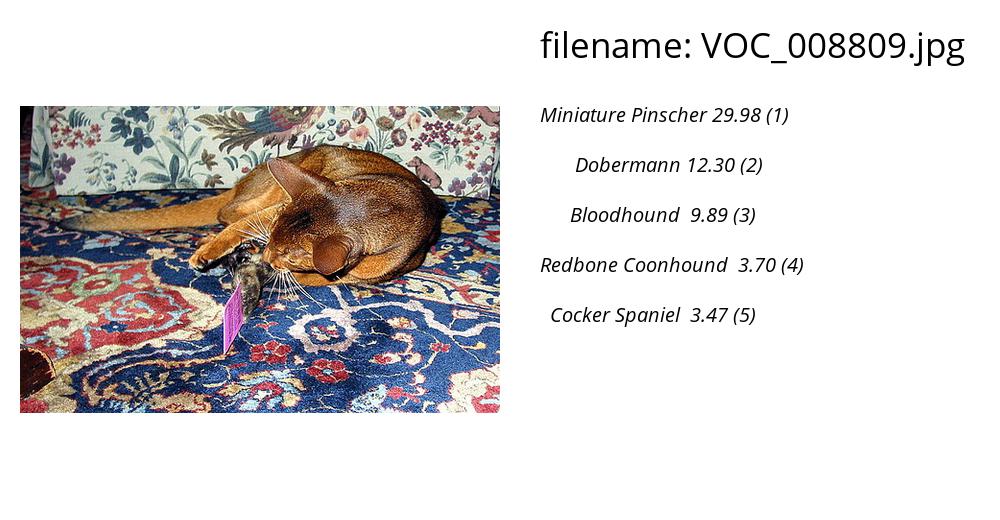 filename: VOC_008809.jpg
Miniature Pinscher 29.98 (1)
Dobermann 12.30 (2)
Bloodhound 9.89 (3)
Redbone Coonhound 3.70 (4)
Cocker Spaniel 3.47 (5)